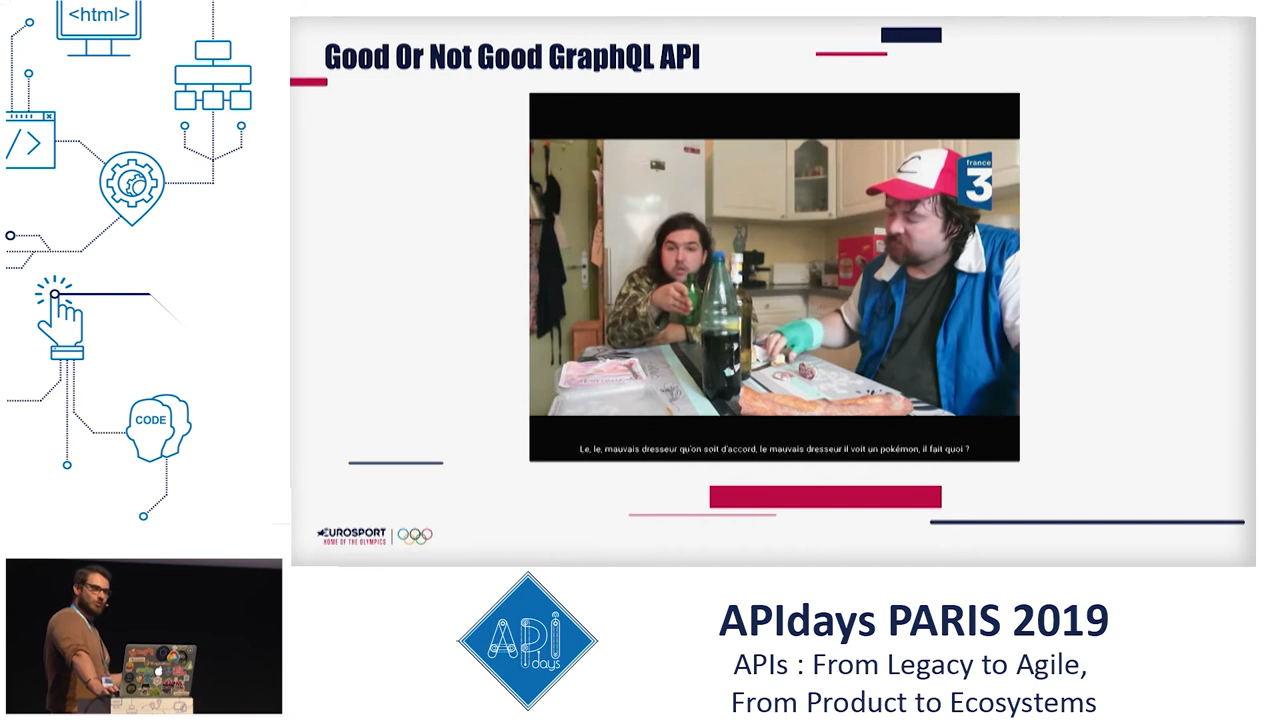 <html>
Good Or Not Good GraphQL API
france
3
Le, le, mauvais dresseur qu'on soit d'accord, le mauvais dresseur il voit un pokémon, il fait quoi ?
</>
CODE
EUROSPORT
HOME OF THE OLYMPICS
API
days
APIdays PARIS 2019
APIs : From Legacy to Agile,
From Product to Ecosystems